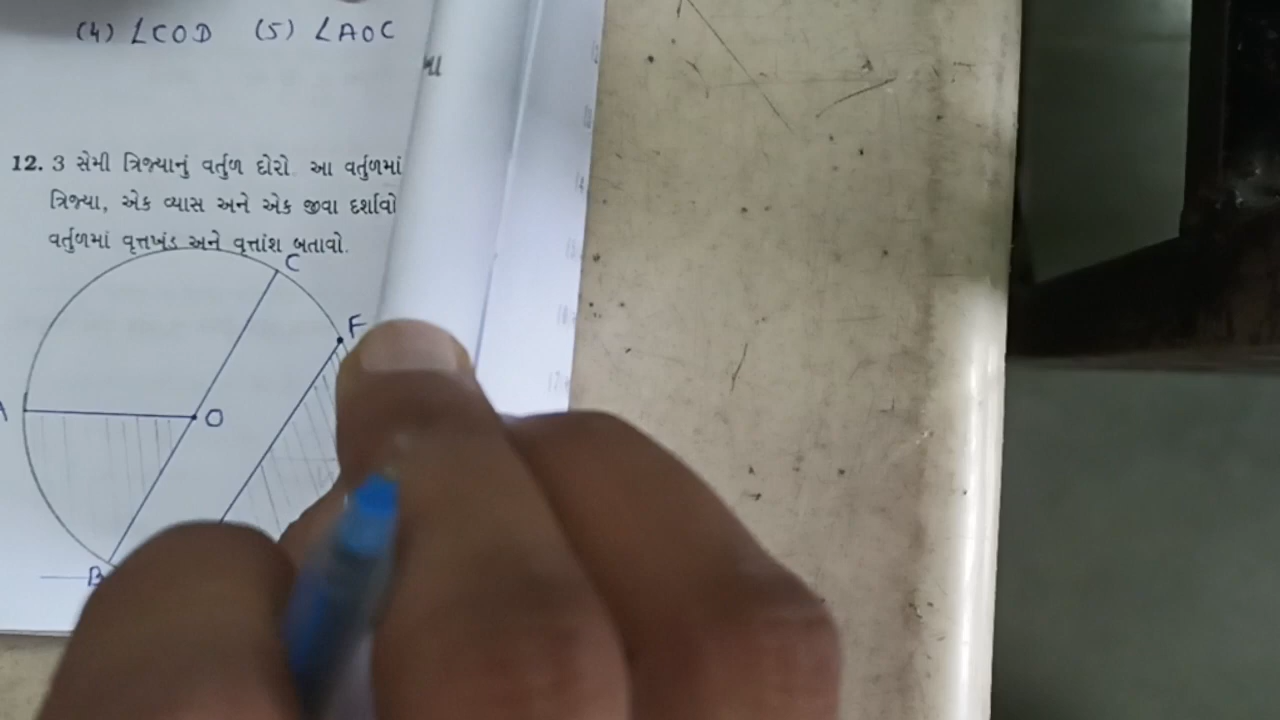 (4) ∠COD (5) ∠AOC
મા
12. 3 સેમી ત્રિજ્યાનું વર્તુળ દોરો. આ વર્તુળમાં
ત્રિજ્યા, એક વ્યાસ અને એક જીવા દર્શાવો
વર્તુળમાં વૃત્તખંડ અને વૃત્તાંશ બતાવો.
C
F
A
O
B